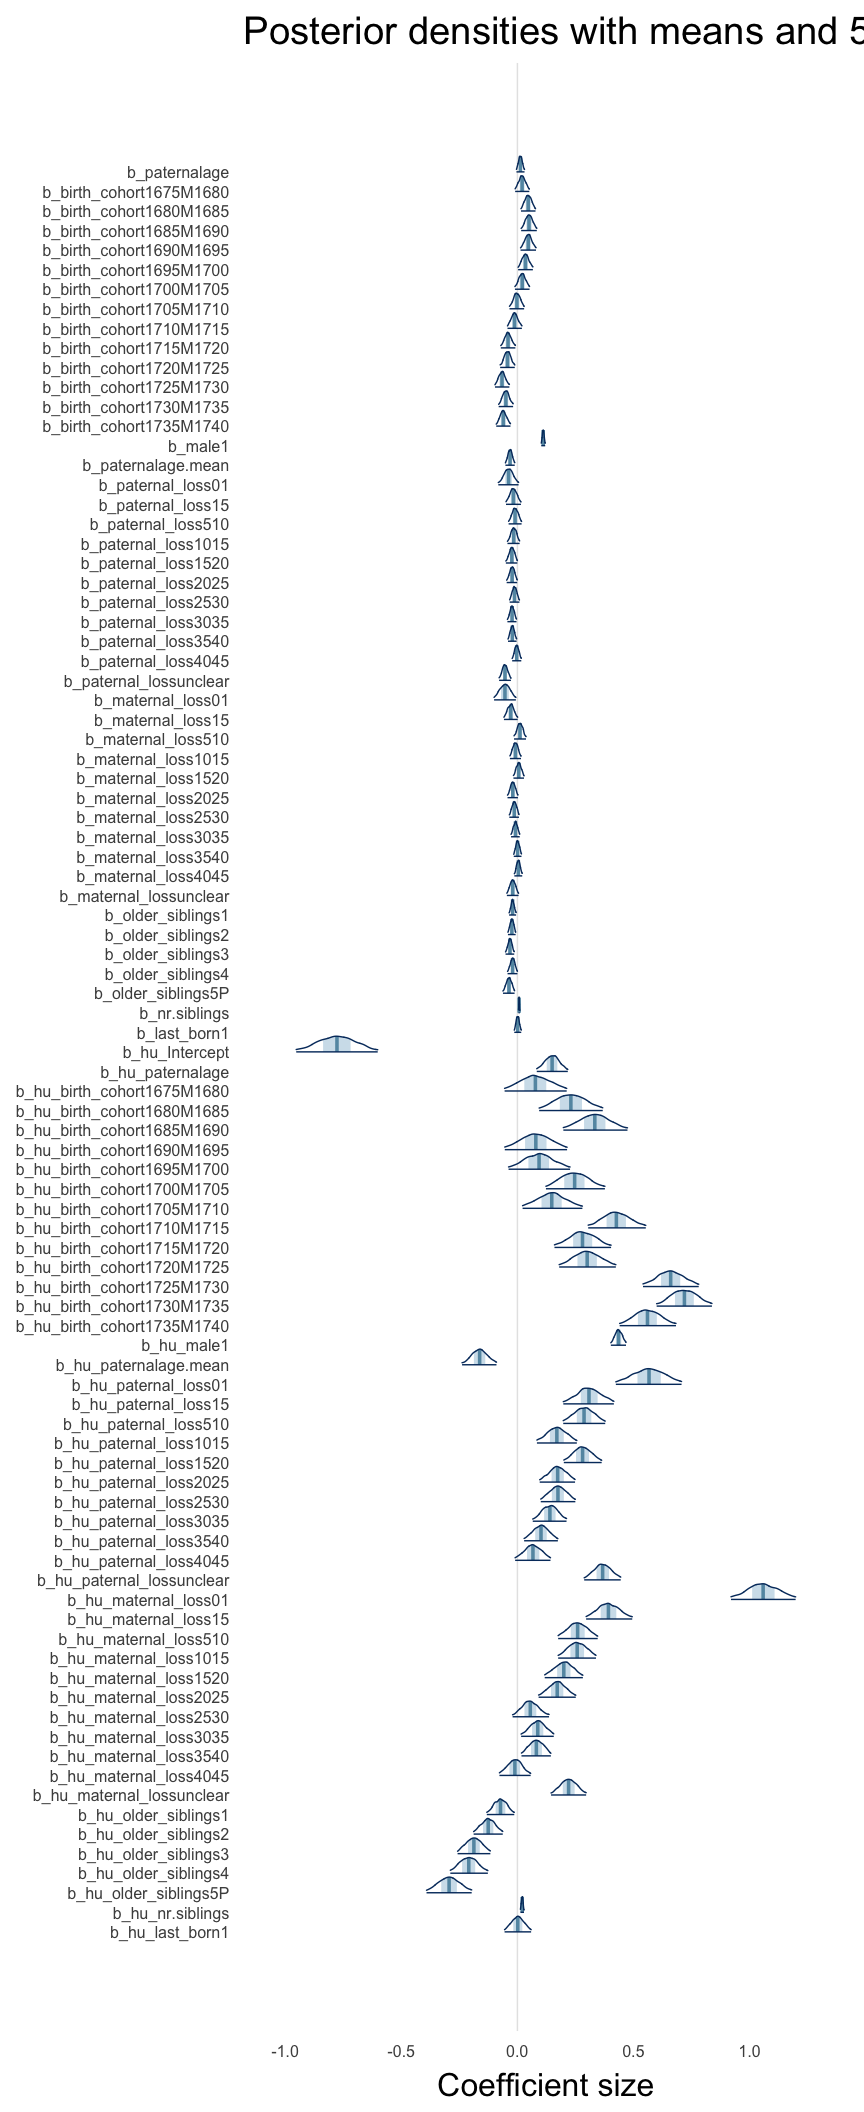 Posterior densities with means and 5
b_paternalage
b_birth_cohort1675M1680
b_birth_cohort1680M1685
b_birth_cohort1685M1690
b_birth_cohort1690M1695
b_birth_cohort1695M1700
b_birth_cohort1700M1705
b_birth_cohort1705M1710
b_birth_cohort1710M1715
b_birth_cohort1715M1720
b_birth_cohort1720M1725
b_birth_cohort1725M1730
b_birth_cohort1730M1735
b_birth_cohort1735M1740
b_male1
b_paternalage.mean
b_paternal_loss01
b_paternal_loss15
b_paternal_loss510
b_paternal_loss1015
b_paternal_loss1520
b_paternal_loss2025
b_paternal_loss2530
b_paternal_loss3035
b_paternal_loss3540
b_paternal_loss4045
b_paternal_lossunclear
b_maternal_loss01
b_maternal_loss15
b_maternal_loss510
b_maternal_loss1015
b_maternal_loss1520
b_maternal_loss2025
b_maternal_loss2530
b_maternal_loss3035
b_maternal_loss3540
b_maternal_loss4045
b_maternal_lossunclear
b_older_siblings1
b_older_siblings2
b_older_siblings3
b_older_siblings4
b_older_siblings5P
b_nr.siblings
b_last_born1
b_hu_Intercept
b_hu_paternalage
b_hu_birth_cohort1675M1680
b_hu_birth_cohort1680M1685
b_hu_birth_cohort1685M1690
b_hu_birth_cohort1690M1695
b_hu_birth_cohort1695M1700
b_hu_birth_cohort1700M1705
b_hu_birth_cohort1705M1710
b_hu_birth_cohort1710M1715
b_hu_birth_cohort1715M1720
b_hu_birth_cohort1720M1725
b_hu_birth_cohort1725M1730
b_hu_birth_cohort1730M1735
b_hu_birth_cohort1735M1740
b_hu_male1
b_hu_paternalage.mean
b_hu_paternal_loss01
b_hu_paternal_loss15
b_hu_paternal_loss510
b_hu_paternal_loss1015
b_hu_paternal_loss1520
b_hu_paternal_loss2025
b_hu_paternal_loss2530
b_hu_paternal_loss3035
b_hu_paternal_loss3540
b_hu_paternal_loss4045
b_hu_paternal_lossunclear
b_hu_maternal_loss01
b_hu_maternal_loss15
b_hu_maternal_loss510
b_hu_maternal_loss1015
b_hu_maternal_loss1520
b_hu_maternal_loss2025
b_hu_maternal_loss2530
b_hu_maternal_loss3035
b_hu_maternal_loss3540
b_hu_maternal_loss4045
b_hu_maternal_lossunclear
b_hu_older_siblings1
b_hu_older_siblings2
b_hu_older_siblings3
b_hu_older_siblings4
b_hu_older_siblings5P
b_hu_nr.siblings
b_hu_last_born1
-1.0 -0.5 0.0 0.5 1.0
Coefficient size